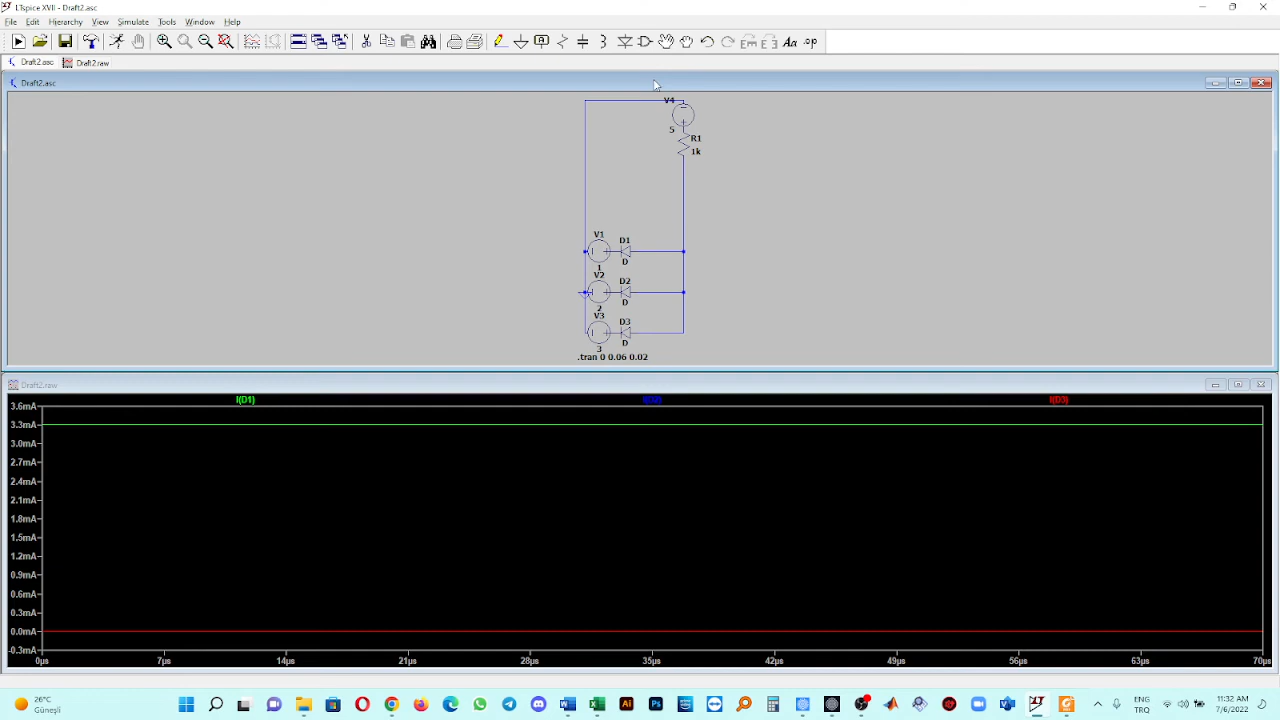 LTspice XVII - Draft2.asc
File Edit Hierarchy View Simulate Tools Window Help
Draft2.asc Draft2.raw
Draft2.asc
V4
5
R1
1k
V1
1
D1
D
V2
2
D2
D
V3
3
D3
D
.tran 0 0.06 0.02
Draft2.raw
I(D1) I(D2) I(D3)
3.6mA
3.3mA
3.0mA
2.7mA
2.4mA
2.1mA
1.8mA
1.5mA
1.2mA
0.9mA
0.6mA
0.3mA
0.0mA
-0.3mA
0µs 7µs 14µs 21µs 28µs 35µs 42µs 49µs 56µs 63µs 70µs
26°C
Güneşli
ENG
TRQ
11:32 AM
7/6/2022